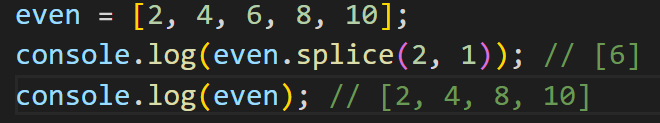 even = [2, 4, 6, 8, 10];
console.log(even.splice(2, 1)); // [6]
console.log(even); // [2, 4, 8, 10]